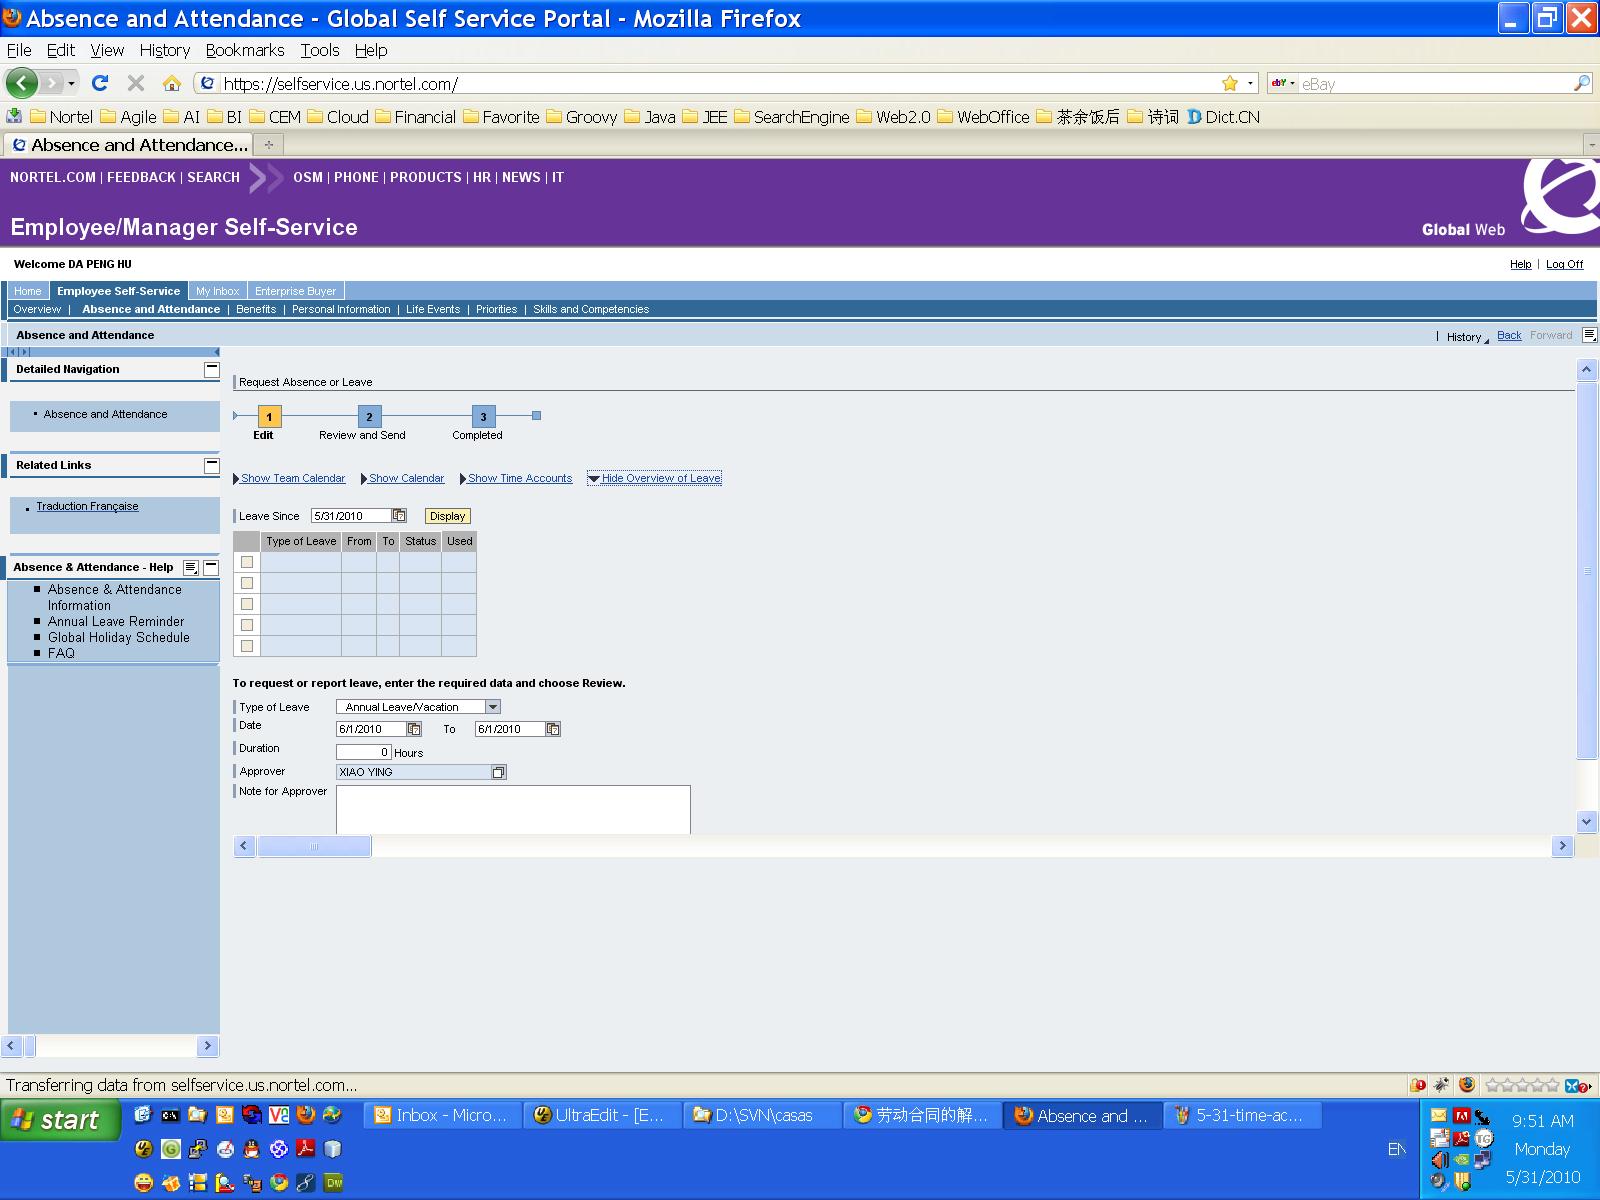 Absence and Attendance - Global Self Service Portal - Mozilla Firefox
File Edit View History Bookmarks Tools Help
https://selfservice.us.nortel.com/ ebY eBay
Nortel Agile AI BI CEM Cloud Financial Favorite Groovy Java JEE SearchEngine Web2.0 WebOffice 茶余饭后 诗词 Dict.CN
Absence and Attendance...
NORTEL.COM | FEEDBACK | SEARCH OSM | PHONE | PRODUCTS | HR | NEWS | IT
Employee/Manager Self-Service
Global Web
Welcome DA PENG HU Help | Log Off
Home Employee Self-Service My Inbox Enterprise Buyer
Overview | Absence and Attendance | Benefits | Personal Information | Life Events | Priorities | Skills and Competencies
Absence and Attendance | History Back Forward
Detailed Navigation
Absence and Attendance
Related Links
Traduction Française
Absence & Attendance - Help
Absence & Attendance
Information
Annual Leave Reminder
Global Holiday Schedule
FAQ
Request Absence or Leave
1 2 3
Edit Review and Send Completed
Show Team Calendar Show Calendar Show Time Accounts Hide Overview of Leave
Leave Since 5/31/2010 Display
Type of Leave From To Status Used
To request or report leave, enter the required data and choose Review.
Type of Leave Annual Leave/Vacation
Date 6/1/2010 To 6/1/2010
Duration 0 Hours
Approver XIAO YING
Note for Approver
Transferring data from selfservice.us.nortel.com...
start Inbox - Micro... UltraEdit - [E... D:\SVN\casas 劳动合同的解... Absence and ... 5-31-time-ac...
EN
9:51 AM
Monday
5/31/2010